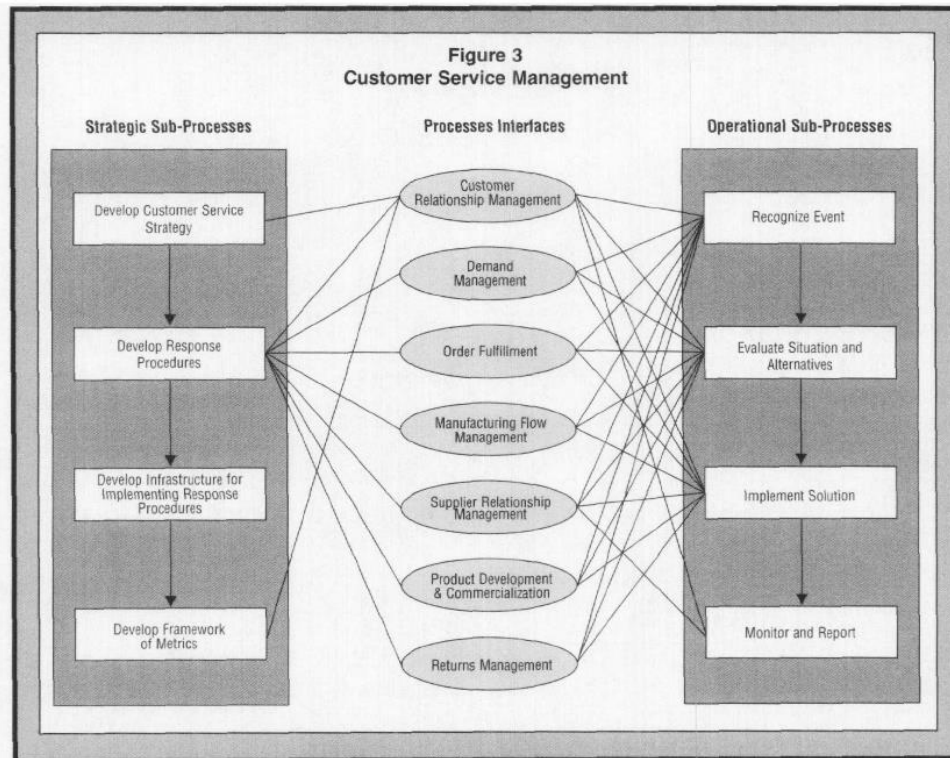 Figure 3
Customer Service Management
Strategic Sub-Processes
Processes Interfaces
Operational Sub-Processes
Develop Customer Service
Strategy
Develop Response
Procedures
Develop Infrastructure for
Implementing Response
Procedures
Develop Framework
of Metrics
Customer
Relationship Management
Demand
Management
Order Fulfillment
Manufacturing Flow
Management
Supplier Relationship
Management
Product Development
& Commercialization
Returns Management
Recognize Event
Evaluate Situation and
Alternatives
Implement Solution
Monitor and Report